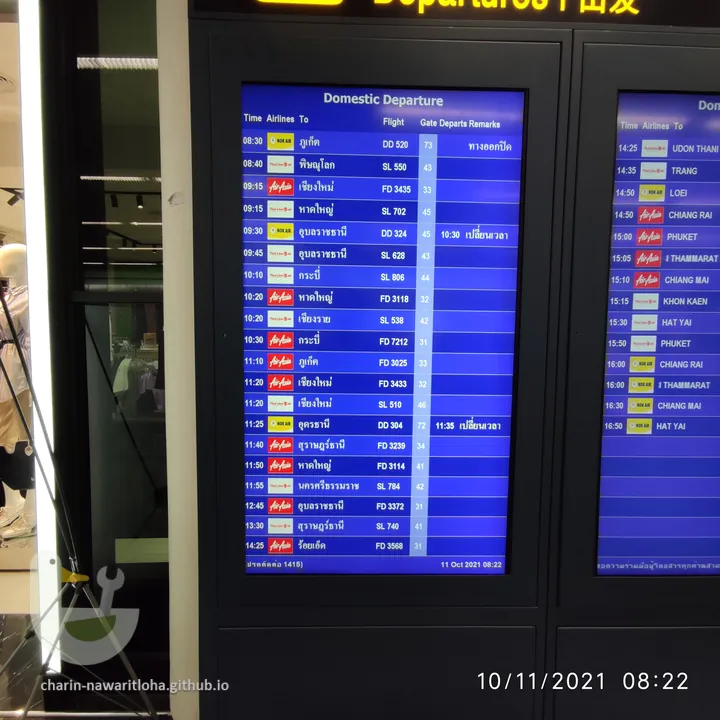 Departures 出发
Domestic Departure
Time Airlines To Flight Gate Departs Remarks
08:30 NOK AIR ภูเก็ต DD 520 73 ทางออกปิด
08:40 พิษณุโลก SL 550 43
09:15 AirAsia เชียงใหม่ FD 3435 33
09:15 หาดใหญ่ SL 702 45
09:30 NOK AIR อุบลราชธานี DD 324 45 10:30 เปลี่ยนเวลา
09:45 อุบลราชธานี SL 628 43
10:10 กระบี่ SL 806 44
10:20 AirAsia หาดใหญ่ FD 3118 32
10:20 เชียงราย SL 538 42
10:30 AirAsia กระบี่ FD 7212 31
11:10 AirAsia ภูเก็ต FD 3025 33
11:20 AirAsia เชียงใหม่ FD 3433 32
11:20 เชียงใหม่ SL 510 46
11:25 NOK AIR อุดรธานี DD 304 72 11:35 เปลี่ยนเวลา
11:40 AirAsia สุราษฎร์ธานี FD 3239 34
11:50 AirAsia หาดใหญ่ FD 3114 41
11:55 นครศรีธรรมราช SL 784 42
12:45 AirAsia อุบลราชธานี FD 3372 31
13:30 สุราษฎร์ธานี SL 740 41
14:25 AirAsia ร้อยเอ็ด FD 3568 31
1415) 11 Oct 2021 08:22
Dom
Time Airlines To
14:25 UDON THANI
14:35 TRANG
14:50 NOK AIR LOEI
14:50 AirAsia CHIANG RAI
15:00 AirAsia PHUKET
15:05 AirAsia I THAMMARAT
15:10 AirAsia CHIANG MAI
15:15 KHON KAEN
15:30 HAT YAI
15:50 PHUKET
16:00 NOK AIR CHIANG RAI
16:00 NOK AIR I THAMMARAT
16:30 NOK AIR CHIANG MAI
16:50 NOK AIR HAT YAI
charin-nawaritloha.github.io
10/11/2021 08:22